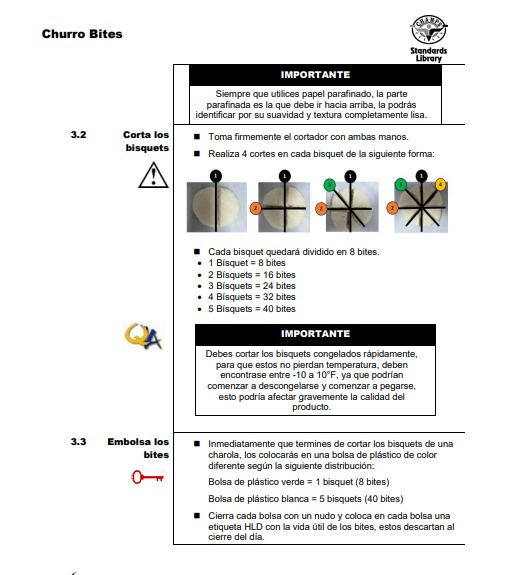 Churro Bites
CHAMPS
Standards
Library
IMPORTANTE
Siempre que utilices papel parafinado, la parte
parafinada es la que debe ir hacia arriba, la podrás
identificar por su suavidad y textura completamente lisa.
3.2 Corta los
bisquets
■ Toma firmemente el cortador con ambas manos.
■ Realiza 4 cortes en cada bisquet de la siguiente forma:
1 1 2 1 2 3 1 2 3 4
■ Cada bisquet quedará dividido en 8 bites.
• 1 Bísquet = 8 bites
• 2 Bísquets = 16 bites
• 3 Bísquets = 24 bites
• 4 Bísquets = 32 bites
• 5 Bísquets = 40 bites
QA
IMPORTANTE
Debes cortar los bisquets congelados rápidamente,
para que estos no pierdan temperatura, deben
encontrase entre -10 a 10°F, ya que podrían
comenzar a descongelarse y comenzar a pegarse,
esto podría afectar gravemente la calidad del
producto.
3.3 Embolsa los
bites
■ Inmediatamente que termines de cortar los bisquets de una
charola, los colocarás en una bolsa de plástico de color
diferente según la siguiente distribución:
Bolsa de plástico verde = 1 bisquet (8 bites)
Bolsa de plástico blanca = 5 bisquets (40 bites)
■ Cierra cada bolsa con un nudo y coloca en cada bolsa una
etiqueta HLD con la vida útil de los bites, estos descartan al
cierre del día.